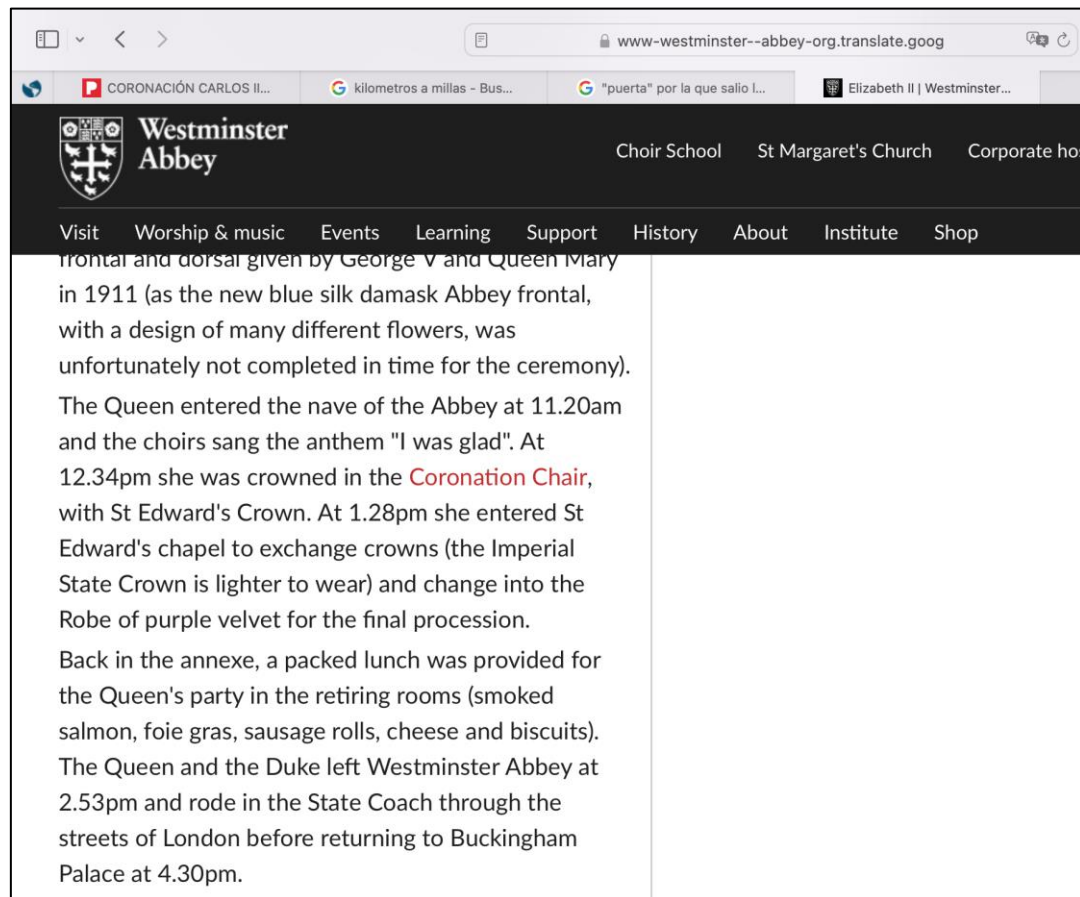 www-westminster--abbey-org.translate.goog
CORONACIÓN CARLOS II...
kilometros a millas - Bus...
"puerta" por la que salio l...
Elizabeth II | Westminster...
Westminster
Abbey
Choir School St Margaret's Church Corporate hos
Visit Worship & music Events Learning Support History About Institute Shop
frontal and dorsal given by George V and Queen Mary
in 1911 (as the new blue silk damask Abbey frontal,
with a design of many different flowers, was
unfortunately not completed in time for the ceremony).
The Queen entered the nave of the Abbey at 11.20am
and the choirs sang the anthem "I was glad". At
12.34pm she was crowned in the Coronation Chair,
with St Edward's Crown. At 1.28pm she entered St
Edward's chapel to exchange crowns (the Imperial
State Crown is lighter to wear) and change into the
Robe of purple velvet for the final procession.
Back in the annexe, a packed lunch was provided for
the Queen's party in the retiring rooms (smoked
salmon, foie gras, sausage rolls, cheese and biscuits).
The Queen and the Duke left Westminster Abbey at
2.53pm and rode in the State Coach through the
streets of London before returning to Buckingham
Palace at 4.30pm.